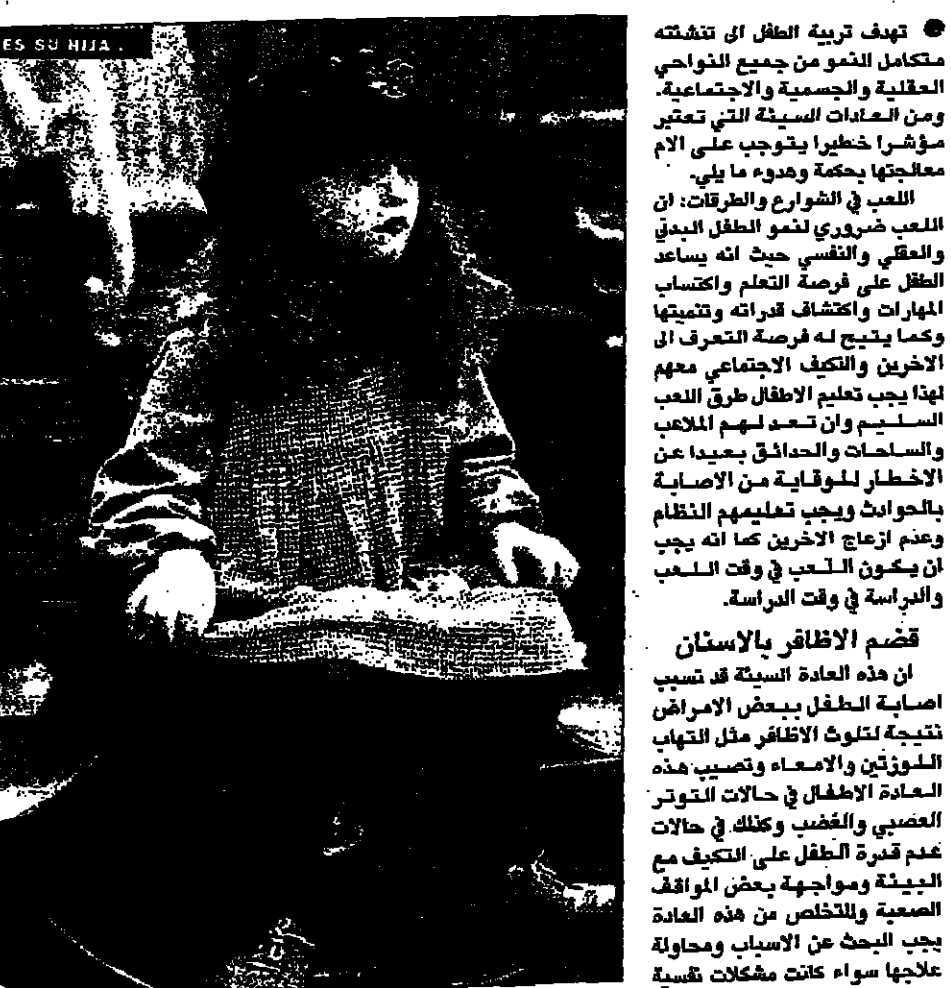 ES SU HIJA .
● تهدف تربية الطفل الى تنشئته
متكامل النمو من جميع النواحي
العقلية والجسمية والاجتماعية.
ومن العادات السيئة التي تعتبر
مؤشرا خطيرا يتوجب على الام
معالجتها بحكمة وهدوء ما يلي.
اللعب في الشوارع والطرقات: ان
اللعب ضروري لنمو الطفل البدني
والعقلي والنفسي حيث انه يساعد
الطفل على فرصة التعلم واكتساب
المهارات واكتشاف قدراته وتنميتها
وكما يتيح له فرصة التعرف الى
الاخرين والتكيف الاجتماعي معهم
لهذا يجب تعليم الاطفال طرق اللعب
السليم وان تعد لهم الملاعب
والساحات والحدائق بعيدا عن
الاخطار للوقاية من الاصابة
بالحوادث ويجب تعليمهم النظام
وعدم ازعاج الاخرين كما انه يجب
ان يكون اللعب في وقت اللعب
والدراسة في وقت الدراسة.
قضم الاظافر بالاسنان
ان هذه العادة السيئة قد تسبب
اصابة الطفل ببعض الامراض
نتيجة لتلوث الاظافر مثل التهاب
اللوزتين والامعاء وتصيب هذه
العادة الاطفال في حالات التوتر
العصبي والغضب وكذلك في حالات
عدم قدرة الطفل على التكيف مع
البيئة ومواجهة بعض المواقف
الصعبة وللتخلص من هذه العادة
يجب البحث عن الاسباب ومحاولة
علاجها سواء كانت مشكلات نفسية